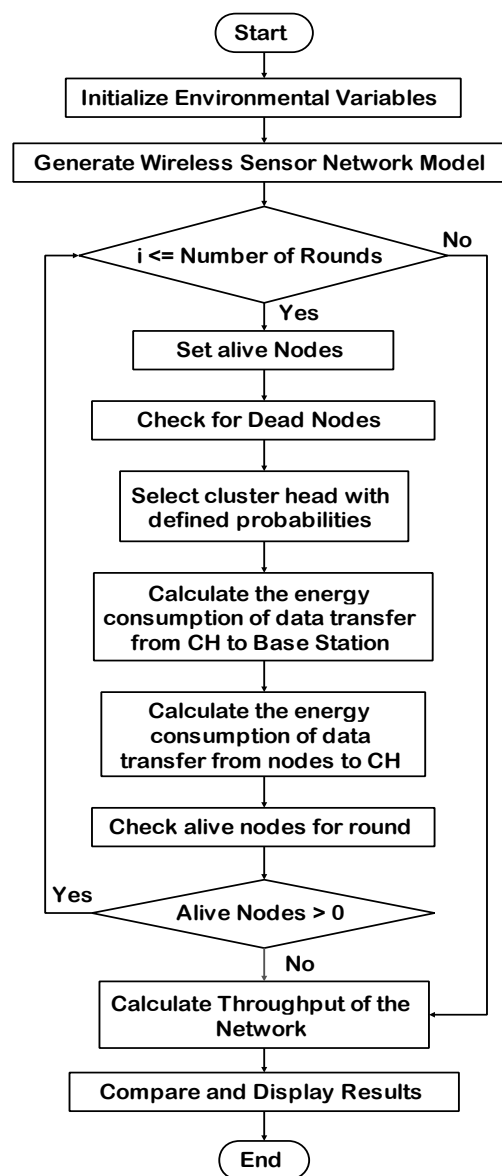 Start
Initialize Environmental Variables
Generate Wireless Sensor Network Model
i <= Number of Rounds
No
Yes
Set alive Nodes
Check for Dead Nodes
Select cluster head with
defined probabilities
Calculate the energy
consumption of data transfer
from CH to Base Station
Calculate the energy
consumption of data
transfer from nodes to CH
Check alive nodes for round
Yes
Alive Nodes > 0
No
Calculate Throughput of the
Network
Compare and Display Results
End